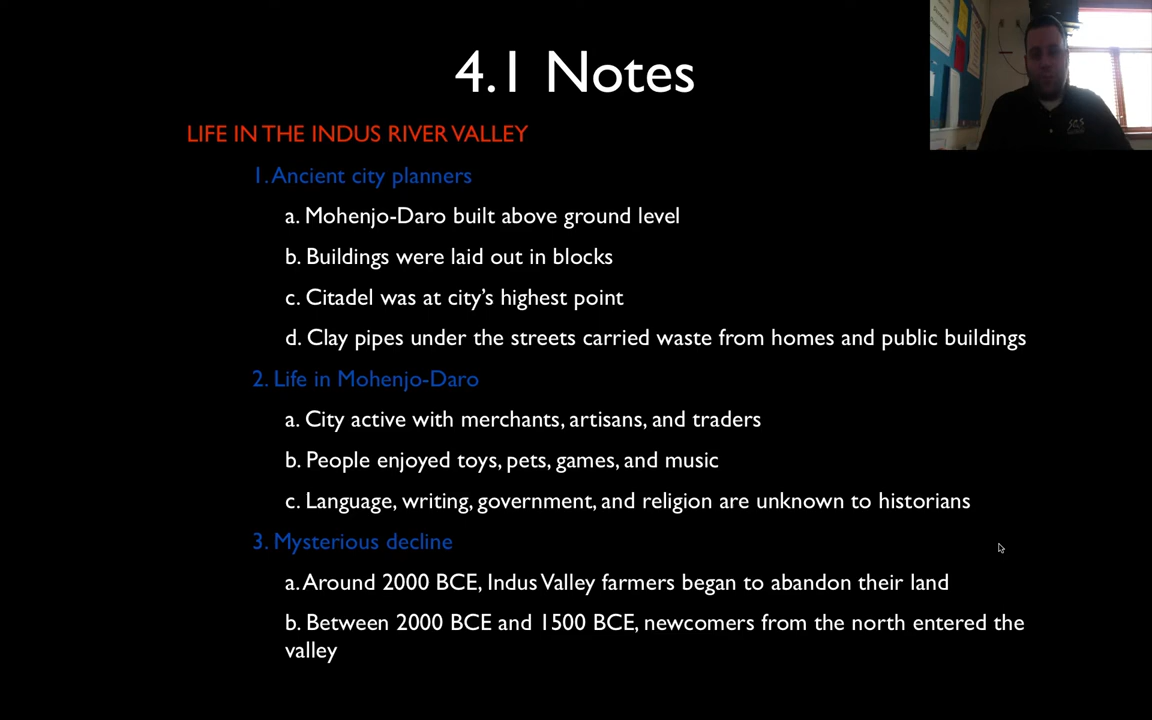 4.1 Notes
LIFE IN THE INDUS RIVER VALLEY
1. Ancient city planners
a. Mohenjo-Daro built above ground level
b. Buildings were laid out in blocks
c. Citadel was at city’s highest point
d. Clay pipes under the streets carried waste from homes and public buildings
2. Life in Mohenjo-Daro
a. City active with merchants, artisans, and traders
b. People enjoyed toys, pets, games, and music
c. Language, writing, government, and religion are unknown to historians
3. Mysterious decline
a. Around 2000 BCE, Indus Valley farmers began to abandon their land
b. Between 2000 BCE and 1500 BCE, newcomers from the north entered the
valley